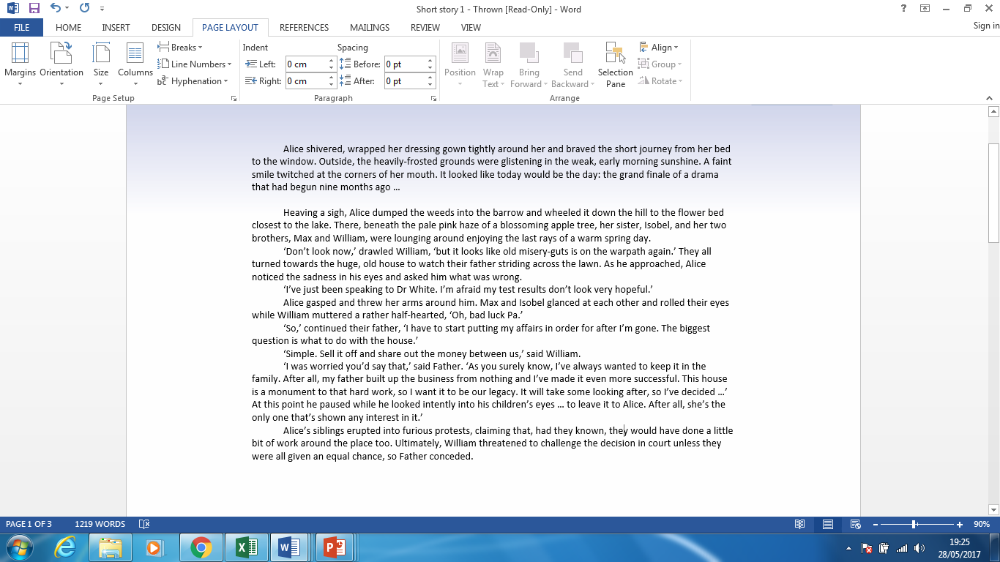 Short story 1 - Thrown [Read-Only] - Word
?
FILE HOME INSERT DESIGN PAGE LAYOUT REFERENCES MAILINGS REVIEW VIEW Sign in
Margins Orientation Size Columns
Breaks
Line Numbers
Hyphenation
Page Setup
Indent Spacing
Left: 0 cm Before: 0 pt
Right: 0 cm After: 0 pt
Paragraph
Position Wrap Text Bring Forward Send Backward Selection Pane
Align
Group
Rotate
Arrange
Alice shivered, wrapped her dressing gown tightly around her and braved the short journey from her bed
to the window. Outside, the heavily-frosted grounds were glistening in the weak, early morning sunshine. A faint
smile twitched at the corners of her mouth. It looked like today would be the day: the grand finale of a drama
that had begun nine months ago …
Heaving a sigh, Alice dumped the weeds into the barrow and wheeled it down the hill to the flower bed
closest to the lake. There, beneath the pale pink haze of a blossoming apple tree, her sister, Isobel, and her two
brothers, Max and William, were lounging around enjoying the last rays of a warm spring day.
‘Don’t look now,’ drawled William, ‘but it looks like old misery-guts is on the warpath again.’ They all
turned towards the huge, old house to watch their father striding across the lawn. As he approached, Alice
noticed the sadness in his eyes and asked him what was wrong.
‘I’ve just been speaking to Dr White. I’m afraid my test results don’t look very hopeful.’
Alice gasped and threw her arms around him. Max and Isobel glanced at each other and rolled their eyes
while William muttered a rather half-hearted, ‘Oh, bad luck Pa.’
‘So,’ continued their father, ‘I have to start putting my affairs in order for after I’m gone. The biggest
question is what to do with the house.’
‘Simple. Sell it off and share out the money between us,’ said William.
‘I was worried you’d say that,’ said Father. ‘As you surely know, I’ve always wanted to keep it in the
family. After all, my father built up the business from nothing and I’ve made it even more successful. This house
is a monument to that hard work, so I want it to be our legacy. It will take some looking after, so I’ve decided …’
At this point he paused while he looked intently into his children’s eyes … to leave it to Alice. After all, she’s the
only one that’s shown any interest in it.’
Alice’s siblings erupted into furious protests, claiming that, had they known, they would have done a little
bit of work around the place too. Ultimately, William threatened to challenge the decision in court unless they
were all given an equal chance, so Father conceded.
PAGE 1 OF 3 1219 WORDS 90%
19:25
28/05/2017